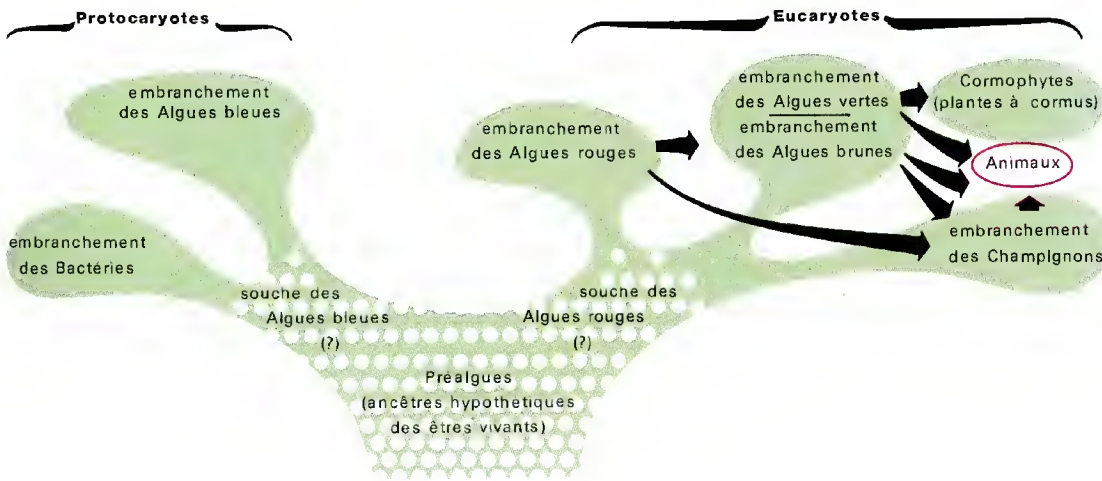 Protocaryotes
Eucaryotes
embranchement
des Algues bleues
embranchement
des Bactéries
embranchement
des Algues rouges
embranchement
des Algues vertes
embranchement
des Algues brunes
Cormophytes
(plantes à cormus)
Animaux
embranchement
des Champignons
souche des
Algues bleues
(?)
souche des
Algues rouges
(?)
Préalgues
(ancêtres hypothetiques
des êtres vivants)